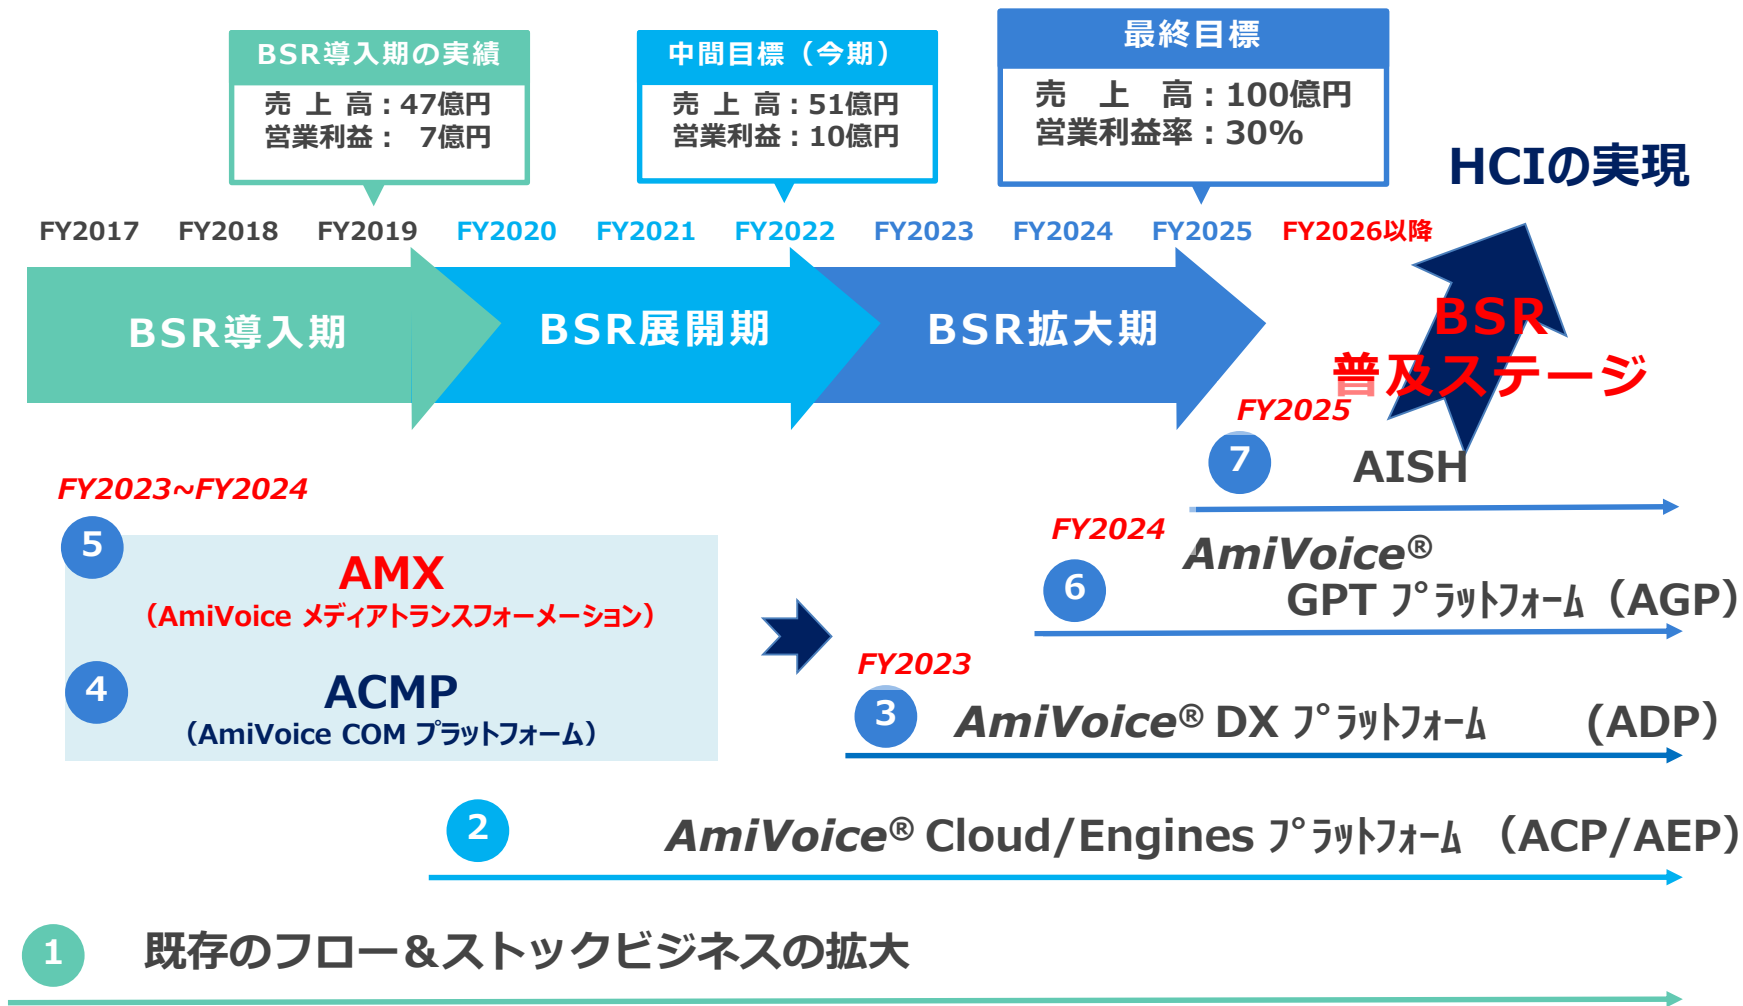 BSR導入期の実績
売 上 高：47億円
営業利益： 7億円
中間目標（今期）
売 上 高：51億円
営業利益：10億円
最終目標
売 上 高：100億円
営業利益率：30%
HCIの実現
FY2017 FY2018 FY2019 FY2020 FY2021 FY2022 FY2023 FY2024 FY2025 FY2026以降
BSR導入期
BSR展開期
BSR拡大期
BSR
普及ステージ
FY2025
7 AISH
FY2023~FY2024
5
AMX
（AmiVoice メディアトランスフォーメーション）
4
ACMP
（AmiVoice COM プラットフォーム）
FY2024
6
AmiVoice®
GPT ﾌﾟﾗｯﾄﾌｫｰﾑ（AGP）
FY2023
3 AmiVoice® DX ﾌﾟﾗｯﾄﾌｫｰﾑ (ADP）
2 AmiVoice® Cloud/Engines ﾌﾟﾗｯﾄﾌｫｰﾑ （ACP/AEP）
1 既存のフロー＆ストックビジネスの拡大